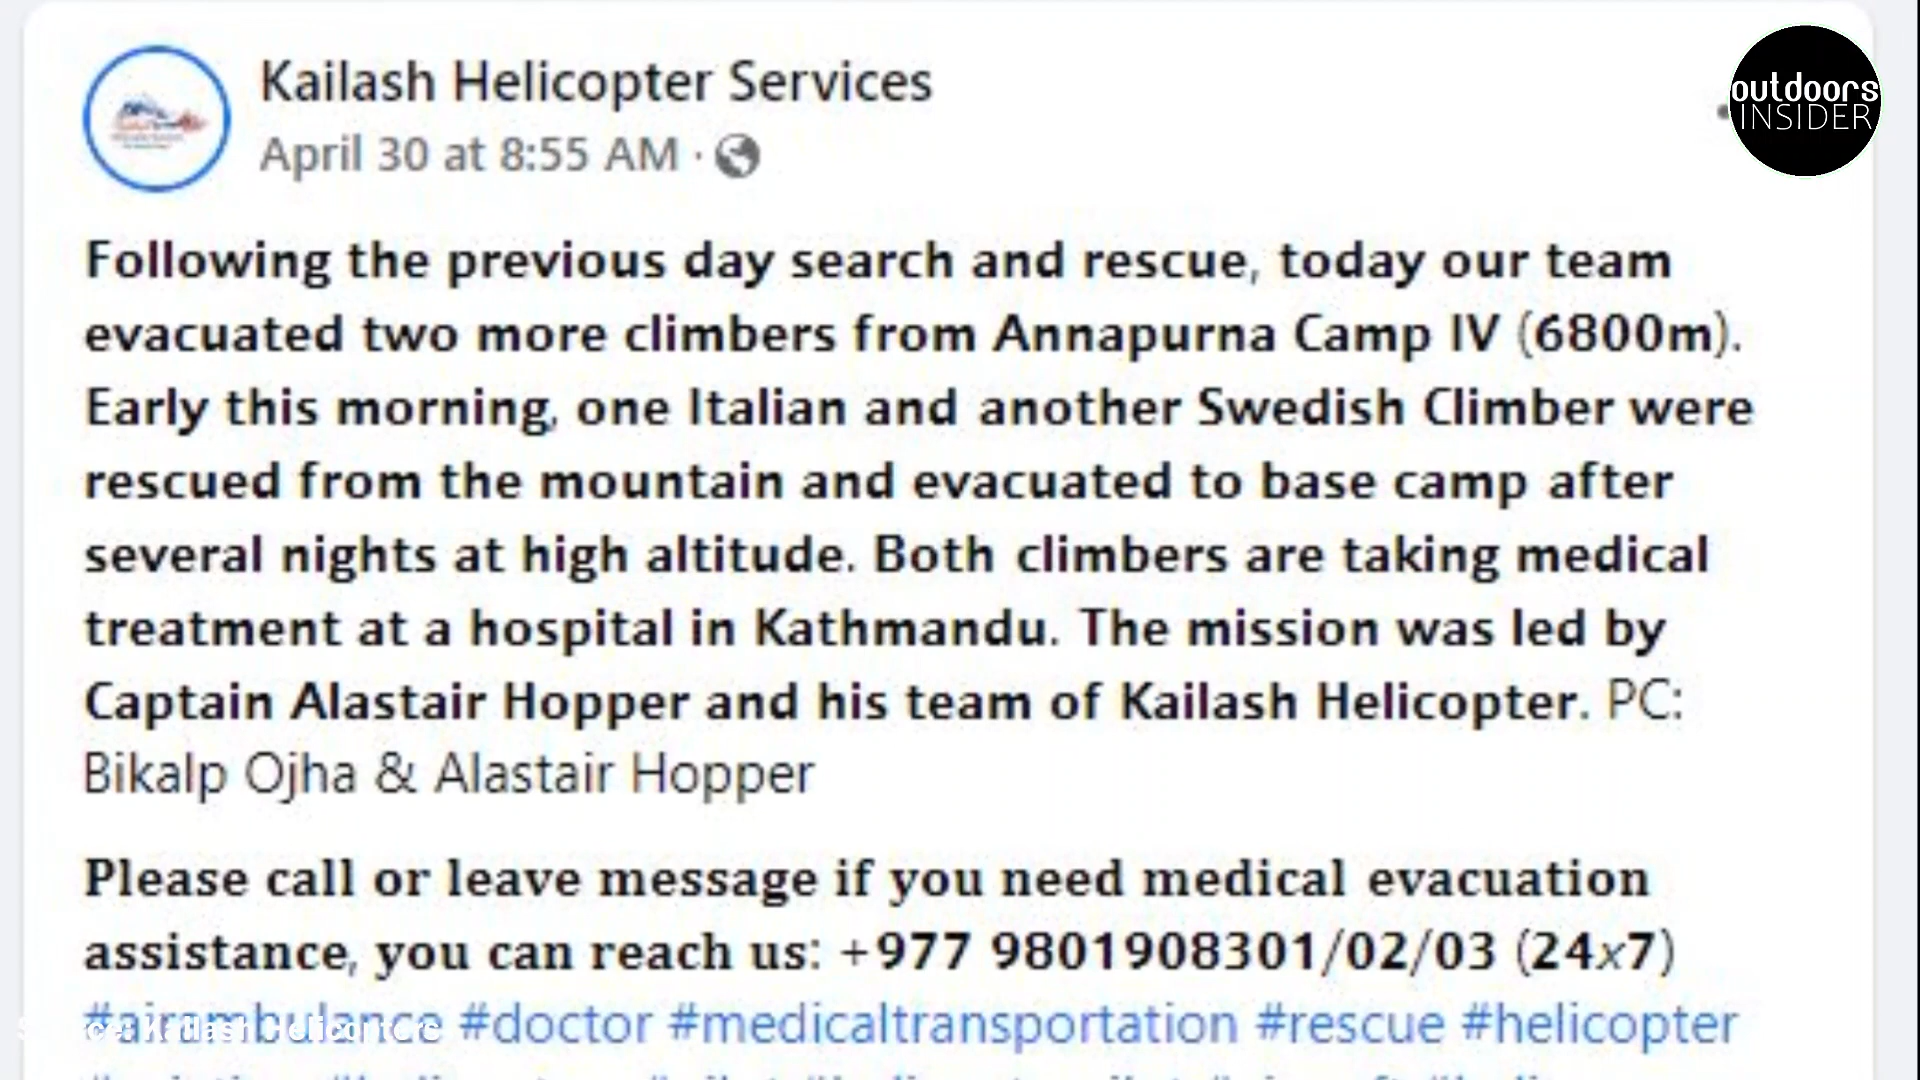 Kailash Helicopter Services
April 30 at 8:55 AM ·
outdoors
INSIDER
Following the previous day search and rescue, today our team
evacuated two more climbers from Annapurna Camp IV (6800m).
Early this morning, one Italian and another Swedish Climber were
rescued from the mountain and evacuated to base camp after
several nights at high altitude. Both climbers are taking medical
treatment at a hospital in Kathmandu. The mission was led by
Captain Alastair Hopper and his team of Kailash Helicopter. PC:
Bikalp Ojha & Alastair Hopper
Please call or leave message if you need medical evacuation
assistance, you can reach us: +977 9801908301/02/03 (24x7)
#airambulance #doctor #medicaltransportation #rescue #helicopter
Source: Kailash Helicopters